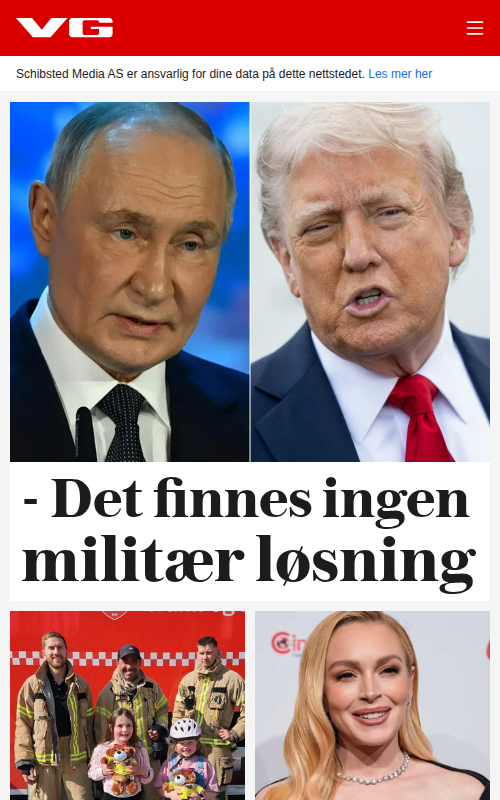 VG
Schibsted Media AS er ansvarlig for dine data på dette nettstedet. Les mer her
- Det finnes ingen
militær løsning